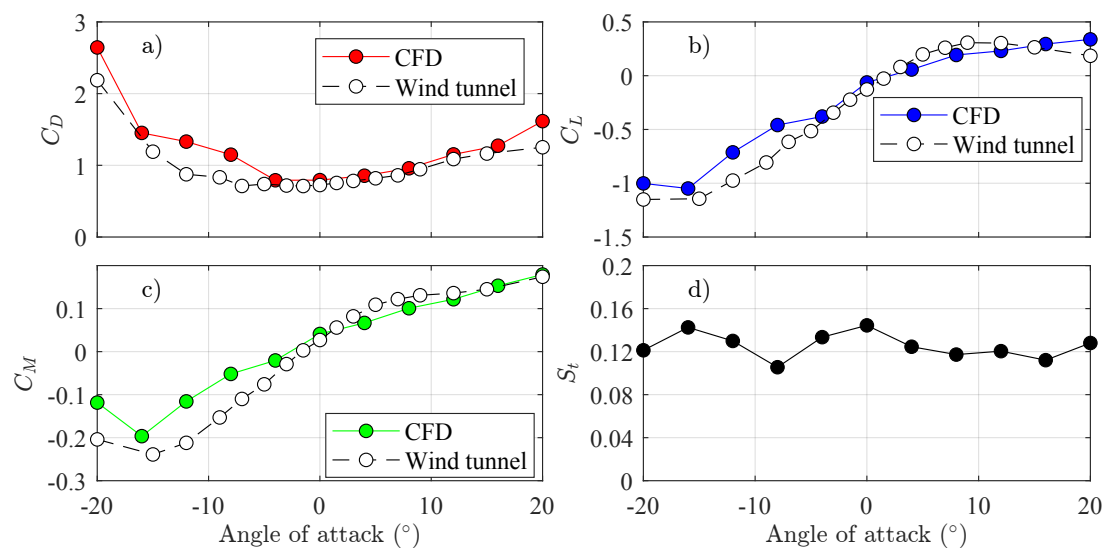 3
2
1
0
C_D
a)
CFD
Wind tunnel
0.5
0
-0.5
-1
-1.5
C_L
b)
CFD
Wind tunnel
0.1
0
-0.1
-0.2
-0.3
C_M
c)
CFD
Wind tunnel
-20 -10 0 10 20
Angle of attack (°)
0.2
0.16
0.12
0.08
0.04
0
S_t
d)
-20 -10 0 10 20
Angle of attack (°)